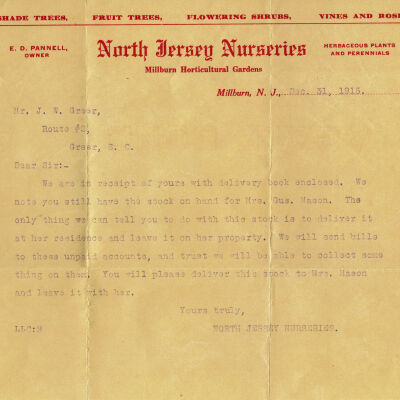 SHADE TREES, FRUIT TREES, FLOWERING SHRUBS, VINES AND ROSE
E. D. PANNELL,
OWNER
North Jersey Nurseries
Millburn Horticultural Gardens
HERBACEOUS PLANTS
AND PERENNIALS
Millburn, N. J., Dec. 31, 1915.
Mr. J. W. Greer,
Route #2,
Greer, S. C.
Dear Sir:-
We are in receipt of yours with delivery book enclosed. We
note you still have the stock on hand for Mrs. Gus. Mason. The
only thing we can tell you to do with this stock is to deliver it
at her residence and leave it on her property. We will send bills
to these unpaid accounts, and trust we will be able to collect some
thing on them. You will please deliver this stock to Mrs. Mason
and leave it with her.
Yours truly,
LLC:M NORTH JERSEY NURSERIES.